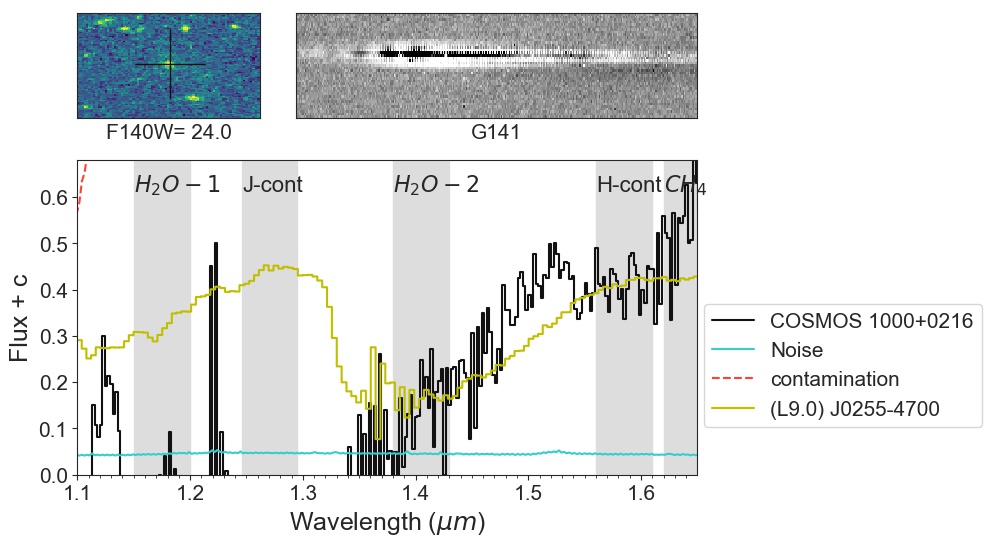 F140W= 24.0
G141
H₂O − 1
J-cont
H₂O − 2
H-cont
CH₄
Flux + c
0.6
0.5
0.4
0.3
0.2
0.1
0.0
1.1
1.2
1.3
1.4
1.5
1.6
Wavelength (μm)
COSMOS 1000+0216
Noise
contamination
(L9.0) J0255-4700